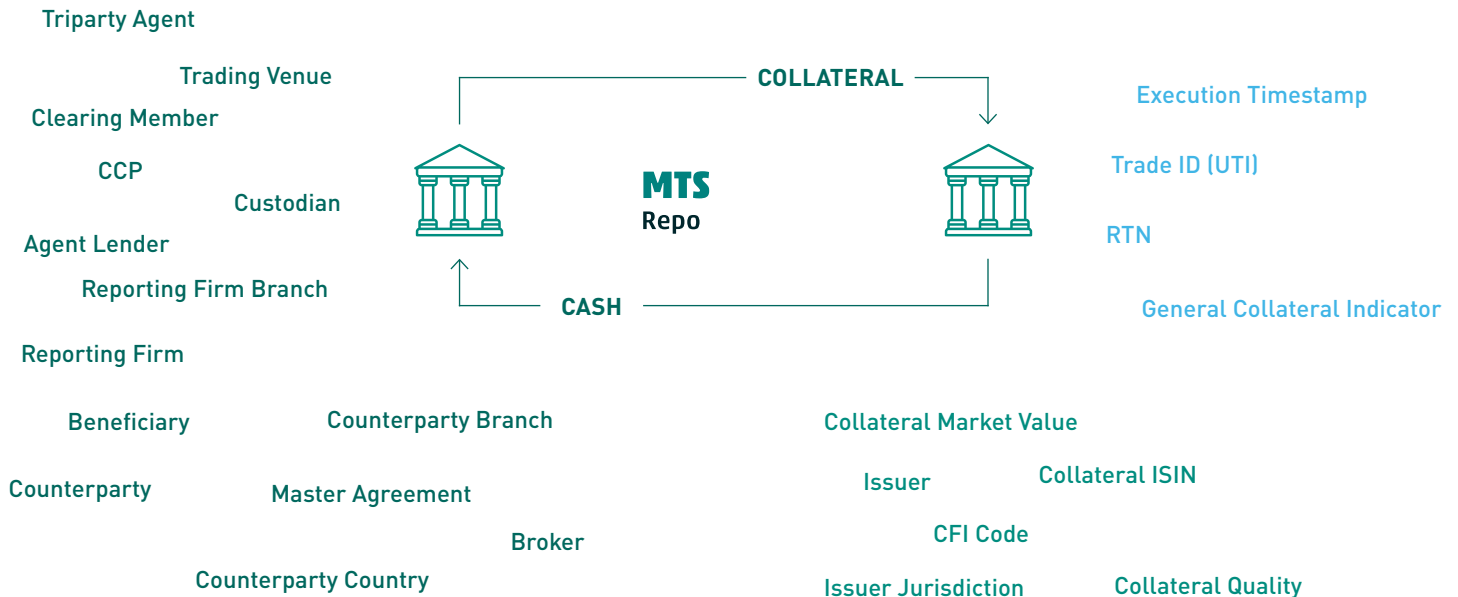 Triparty Agent
Trading Venue
COLLATERAL
Execution Timestamp
Clearing Member
CCP
Trade ID (UTI)
MTS
Repo
Custodian
RTN
Agent Lender
Reporting Firm Branch
CASH
General Collateral Indicator
Reporting Firm
Beneficiary
Counterparty Branch
Collateral Market Value
Counterparty
Master Agreement
Issuer
Collateral ISIN
Broker
CFI Code
Counterparty Country
Issuer Jurisdiction
Collateral Quality